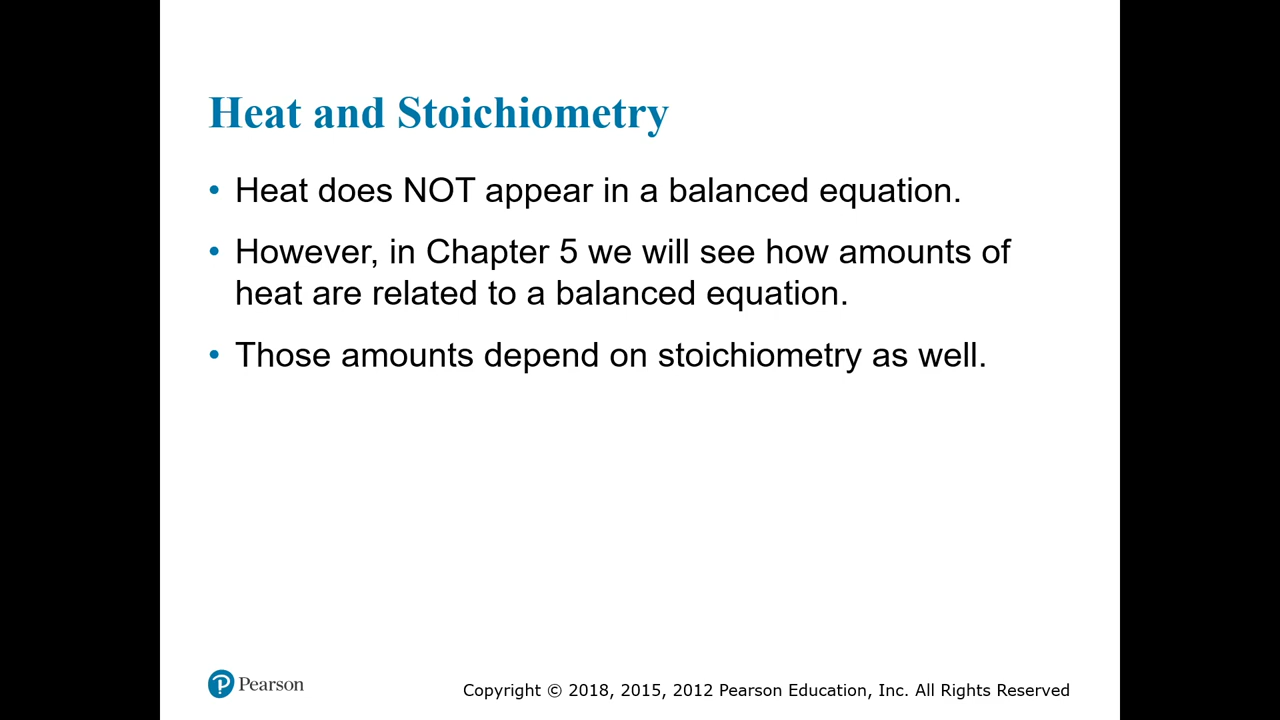 Heat and Stoichiometry
• Heat does NOT appear in a balanced equation.
• However, in Chapter 5 we will see how amounts of
heat are related to a balanced equation.
• Those amounts depend on stoichiometry as well.
P Pearson
Copyright © 2018, 2015, 2012 Pearson Education, Inc. All Rights Reserved